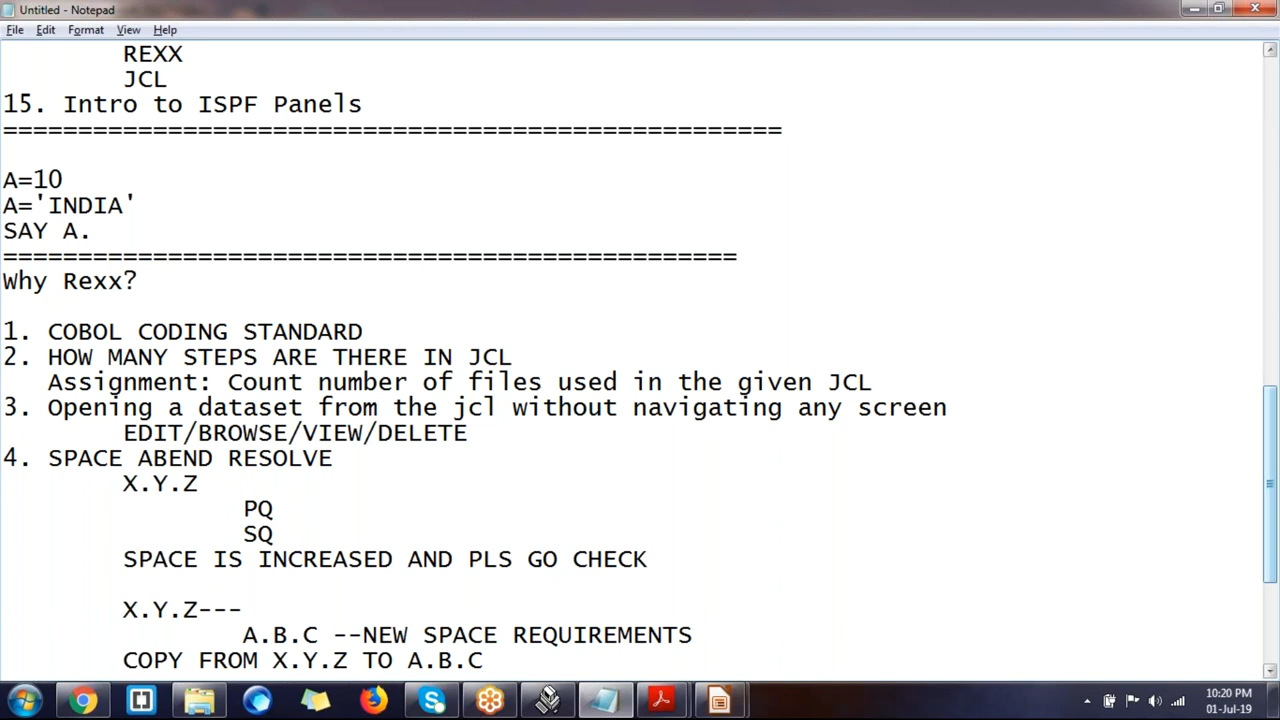 Untitled - Notepad
File Edit Format View Help
REXX
JCL
15. Intro to ISPF Panels
====================================================
A=10
A='INDIA'
SAY A.
=================================================
Why Rexx?
1. COBOL CODING STANDARD
2. HOW MANY STEPS ARE THERE IN JCL
Assignment: Count number of files used in the given JCL
3. Opening a dataset from the jcl without navigating any screen
EDIT/BROWSE/VIEW/DELETE
4. SPACE ABEND RESOLVE
X.Y.Z
PQ
SQ
SPACE IS INCREASED AND PLS GO CHECK
X.Y.Z---
A.B.C --NEW SPACE REQUIREMENTS
COPY FROM X.Y.Z TO A.B.C
10:20 PM
01-Jul-19